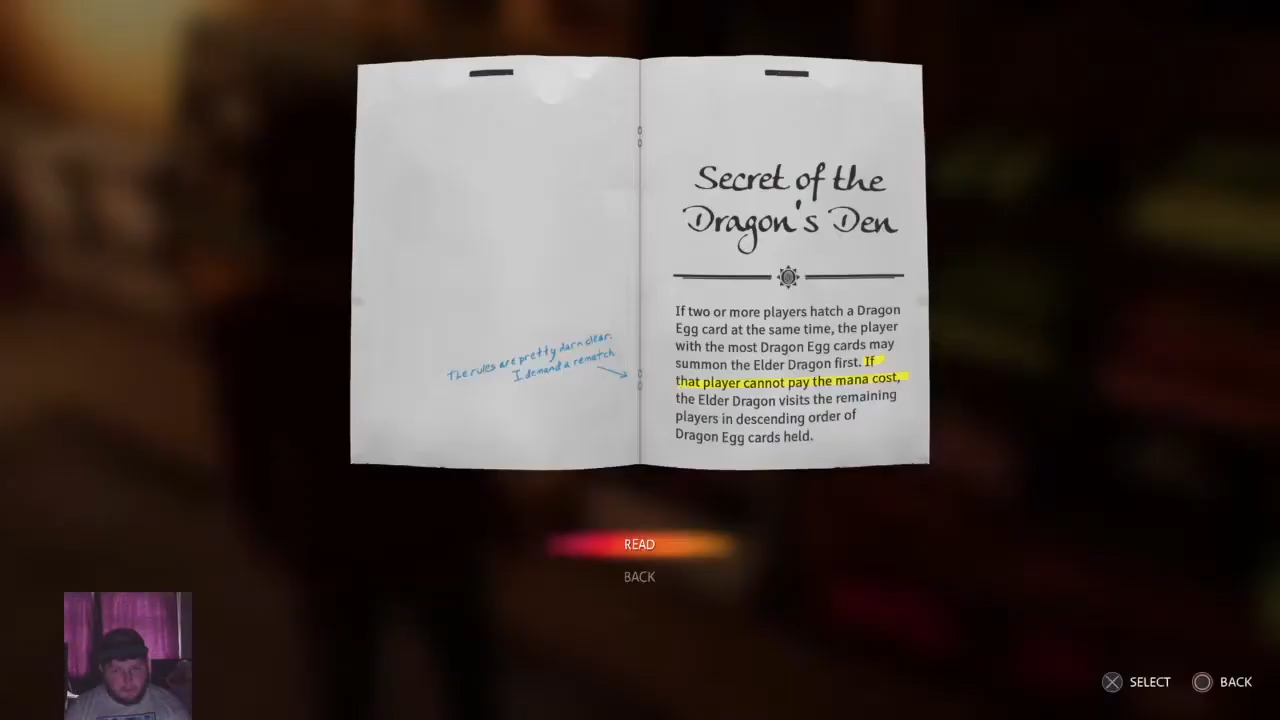 The rules are pretty darn clear.
I demand a rematch
Secret of the
Dragon's Den
If two or more players hatch a Dragon
Egg card at the same time, the player
with the most Dragon Egg cards may
summon the Elder Dragon first. If
that player cannot pay the mana cost,
the Elder Dragon visits the remaining
players in descending order of
Dragon Egg cards held.
READ
BACK
SELECT
BACK